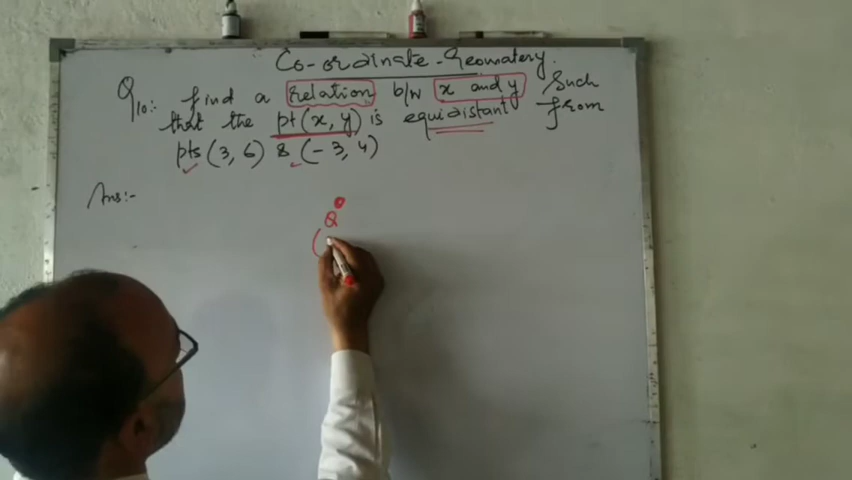 Co-ordinate-Geomatery.
Q10:. find a relation b/w x and y such
that the pt(x, y) is equidistant from
pts (3, 6) & (-3, 4)
Ans:-
Q
(